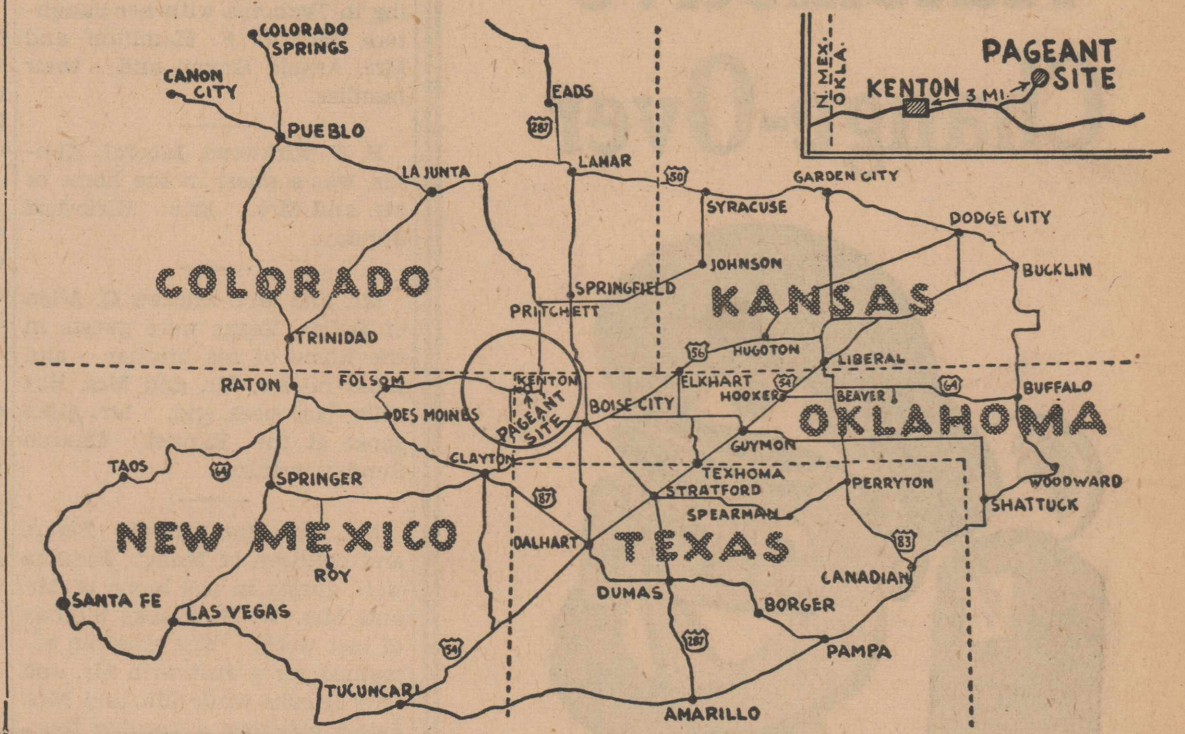 COLORADO
SPRINGS
CANON
CITY
PUEBLO
EADS
287
LA JUNTA
LAMAR
50
SYRACUSE
GARDEN CITY
DODGE CITY
BUCKLIN
JOHNSON
SPRINGFIELD
PRITCHETT
COLORADO
KANSAS
TRINIDAD
HUGOTON
LIBERAL
56
RATON
FOLSOM
KENTON
ELKHART
54
HOOKER
BEAVER
64
BUFFALO
DES MOINES
BOISE CITY
PAGEANT
SITE
OKLAHOMA
GUYMON
TAOS
64
CLAYTON
TEXHOMA
WOODWARD
SPRINGER
87
STRATFORD
PERRYTON
SHATTUCK
SPEARMAN
NEW MEXICO
DALHART
TEXAS
83
ROY
CANADIAN
DUMAS
SANTA FE
LAS VEGAS
BORGER
54
287
PAMPA
TUCUMCARI
AMARILLO
N. MEX.
OKLA.
KENTON
3 MI.
PAGEANT
SITE